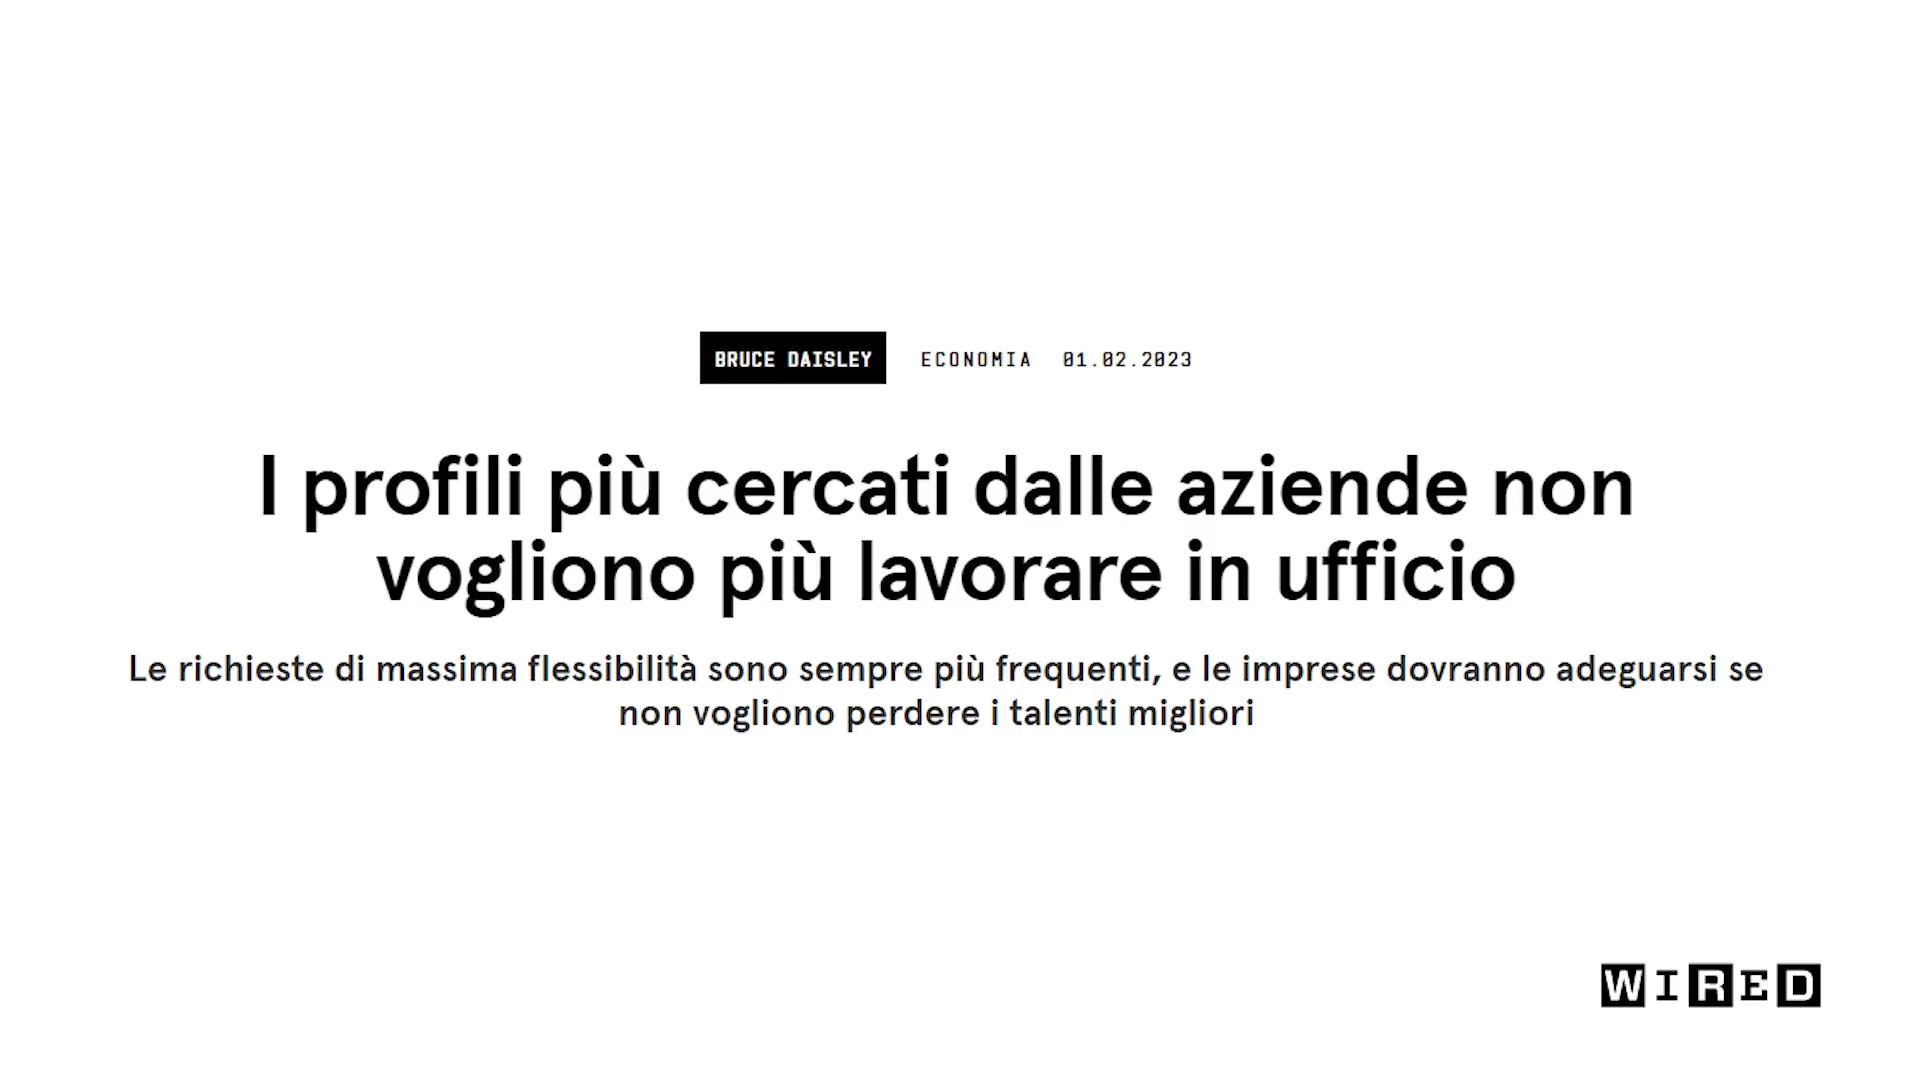 BRUCE DAISLEY ECONOMIA 01.02.2023
I profili più cercati dalle aziende non
vogliono più lavorare in ufficio
Le richieste di massima flessibilità sono sempre più frequenti, e le imprese dovranno adeguarsi se
non vogliono perdere i talenti migliori
WIRED